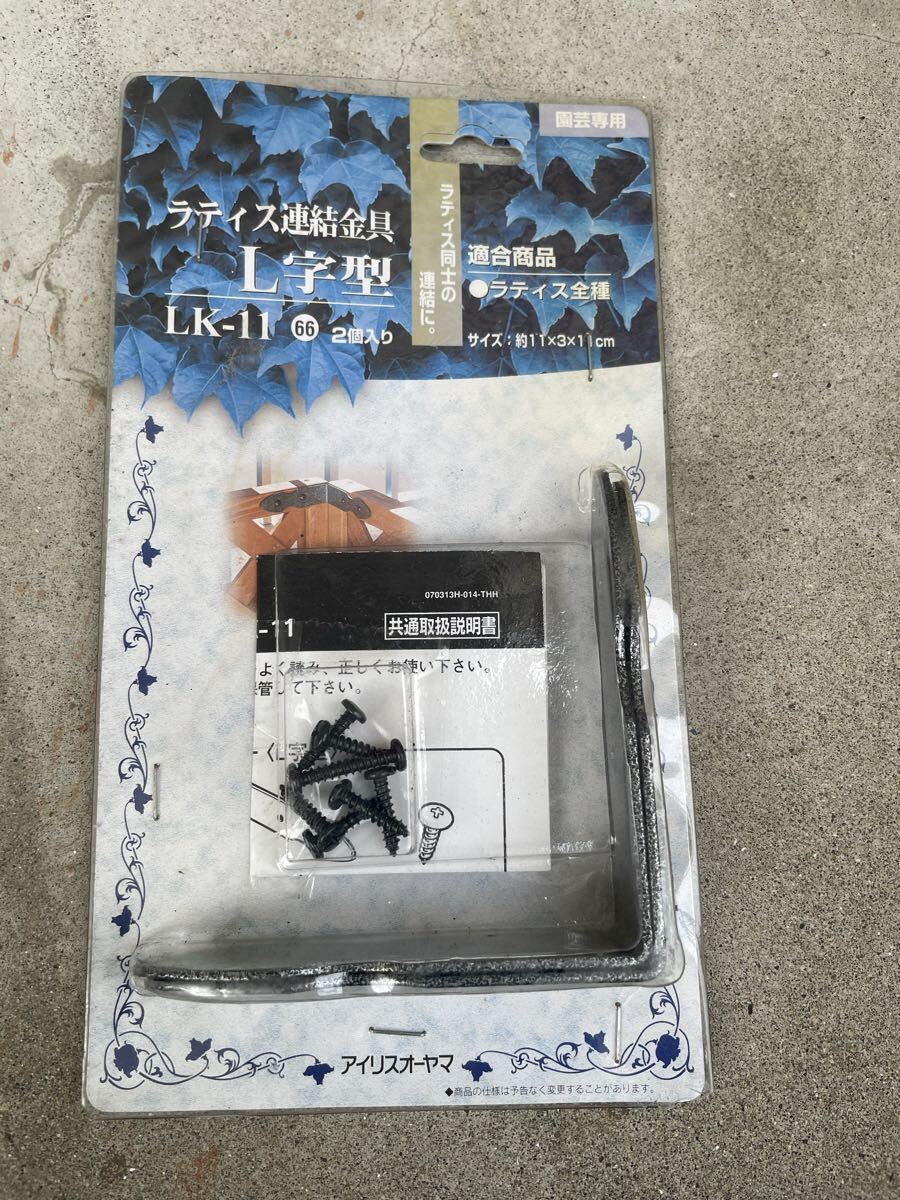 園芸専用
ラティス連結金具
L字型
LK-11 66 2個入り
ラティス同士の
連結に。
適合商品
●ラティス全種
サイズ：約11×3×11cm
070313H-014-THH
-11 共通取扱説明書
よく読み、正しくお使い下さい。
管して下さい。
アイリスオーヤマ
◆商品の仕様は予告なく変更することがあります。